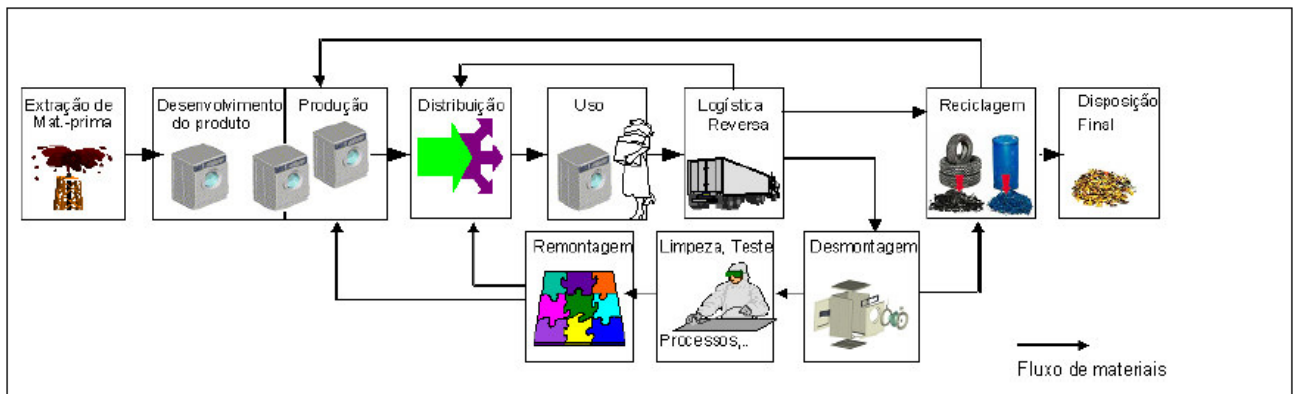 Extração de
Mat.-prima
Desenvolvimento
do produto
Produção
Distribuição
Uso
Logística
Reversa
Reciclagem
Disposição
Final
Remontagem
Limpeza, Teste
Processos,..
Desmontagem
Fluxo de materiais